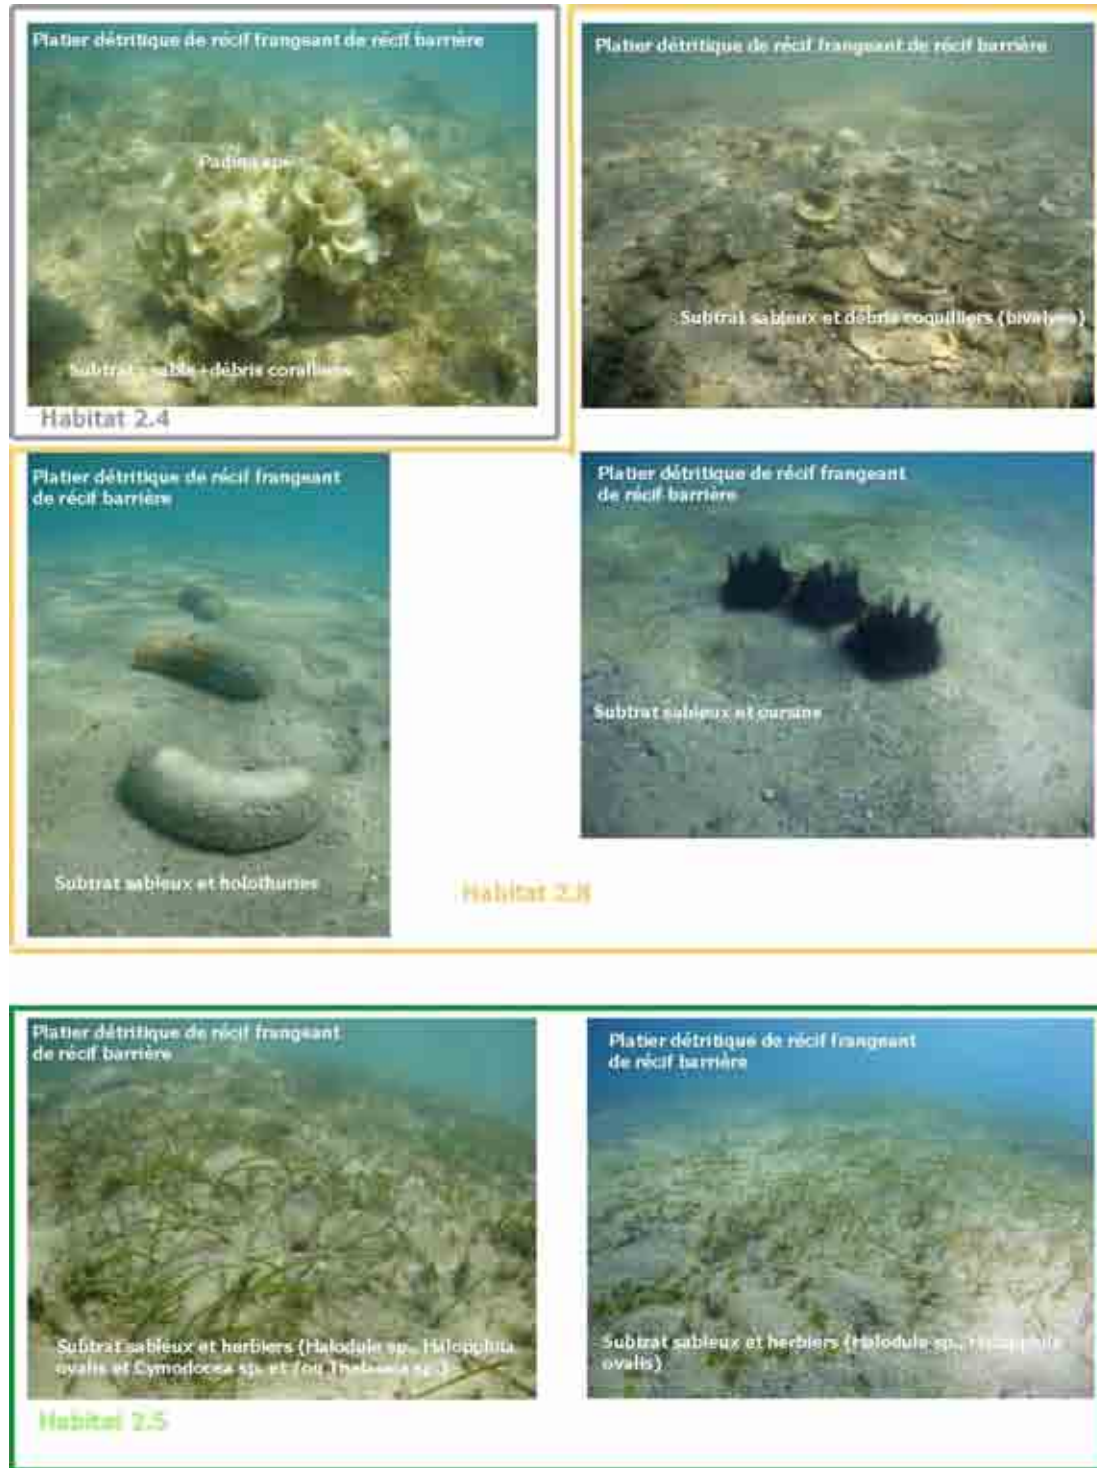 Platier détritique de récif frangeant de récif barrière
Padina sp.
Subtrat : sable+débris coralliens
Habitat 2.4
Platier détritique de récif frangeant de récif barrière
Subtrat sableux et débris coquilliers (bivalves)
Platier détritique de récif frangeant
de récif barrière
Subtrat sableux et holothuries
Platier détritique de récif frangeant
de récif barrière
Subtrat sableux et oursins
Habitat 2.8
Platier détritique de récif frangeant
de récif barrière
Subtrat sableux et herbiers (Halodule sp., Halopphila
ovalis et Cymodocea sp. et /ou Thalassia sp.)
Platier détritique de récif frangeant
de récif barrière
Subtrat sableux et herbiers (Halodule sp., Halopphila
ovalis)
Habitat 2.5